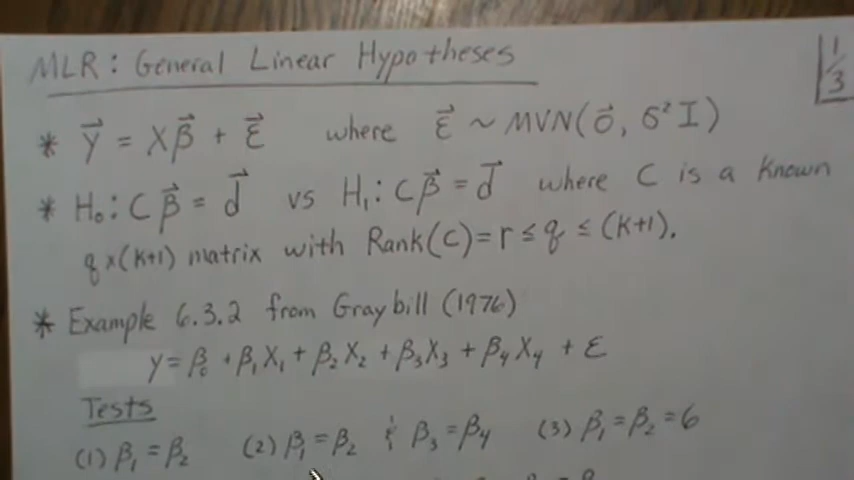 MLR: General Linear Hypotheses
1/3
* Y⃗ = Xβ⃗ + ε⃗ where ε⃗ ~ MVN(0⃗, σ²I)
* H₀: Cβ⃗ = d⃗ vs H₁: Cβ⃗ = d⃗ where C is a known
q×(K+1) matrix with Rank(C)=r ≤ q ≤ (K+1).
* Example 6.3.2 from Graybill (1976)
y = β₀ + β₁X₁ + β₂X₂ + β₃X₃ + β₄X₄ + ε
Tests
(1) β₁ = β₂ (2) β₁ = β₂ & β₃ = β₄ (3) β₁ = β₂ = 6